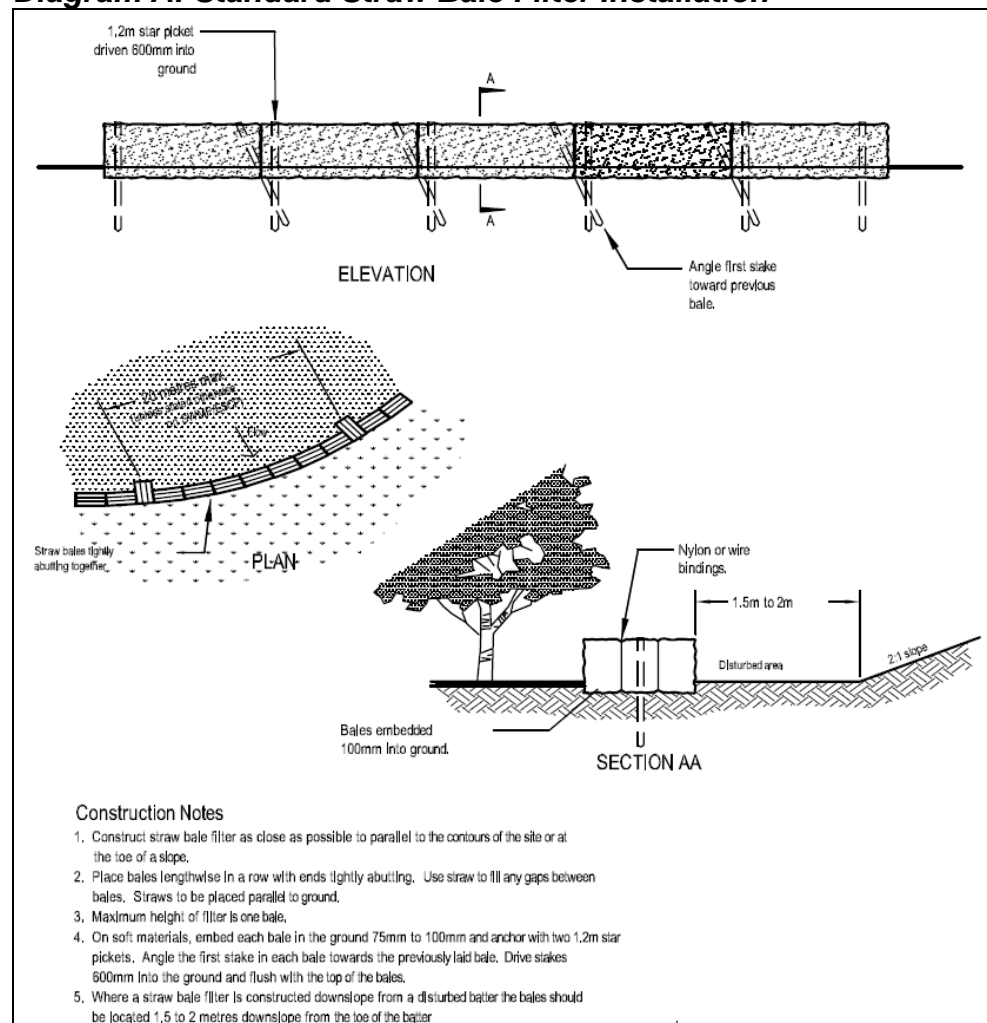 Diagram A: Standard Straw Bale Filter Installation
1.2m star picket
driven 600mm into
ground
A
A
ELEVATION
Angle first stake
toward previous
bale.
20 metres max.
flow
Straw bales tightly
abutting together.
PLAN
Nylon or wire
bindings.
1.5m to 2m
Disturbed area
2:1 slope
Bales embedded
100mm into ground.
SECTION AA
Construction Notes
1. Construct straw bale filter as close as possible to parallel to the contours of the site or at
the toe of a slope.
2. Place bales lengthwise in a row with ends tightly abutting. Use straw to fill any gaps between
bales. Straws to be placed parallel to ground.
3. Maximum height of filter is one bale.
4. On soft materials, embed each bale in the ground 75mm to 100mm and anchor with two 1.2m star
pickets. Angle the first stake in each bale towards the previously laid bale. Drive stakes
600mm into the ground and flush with the top of the bales.
5. Where a straw bale filter is constructed downslope from a disturbed batter the bales should
be located 1.5 to 2 metres downslope from the toe of the batter